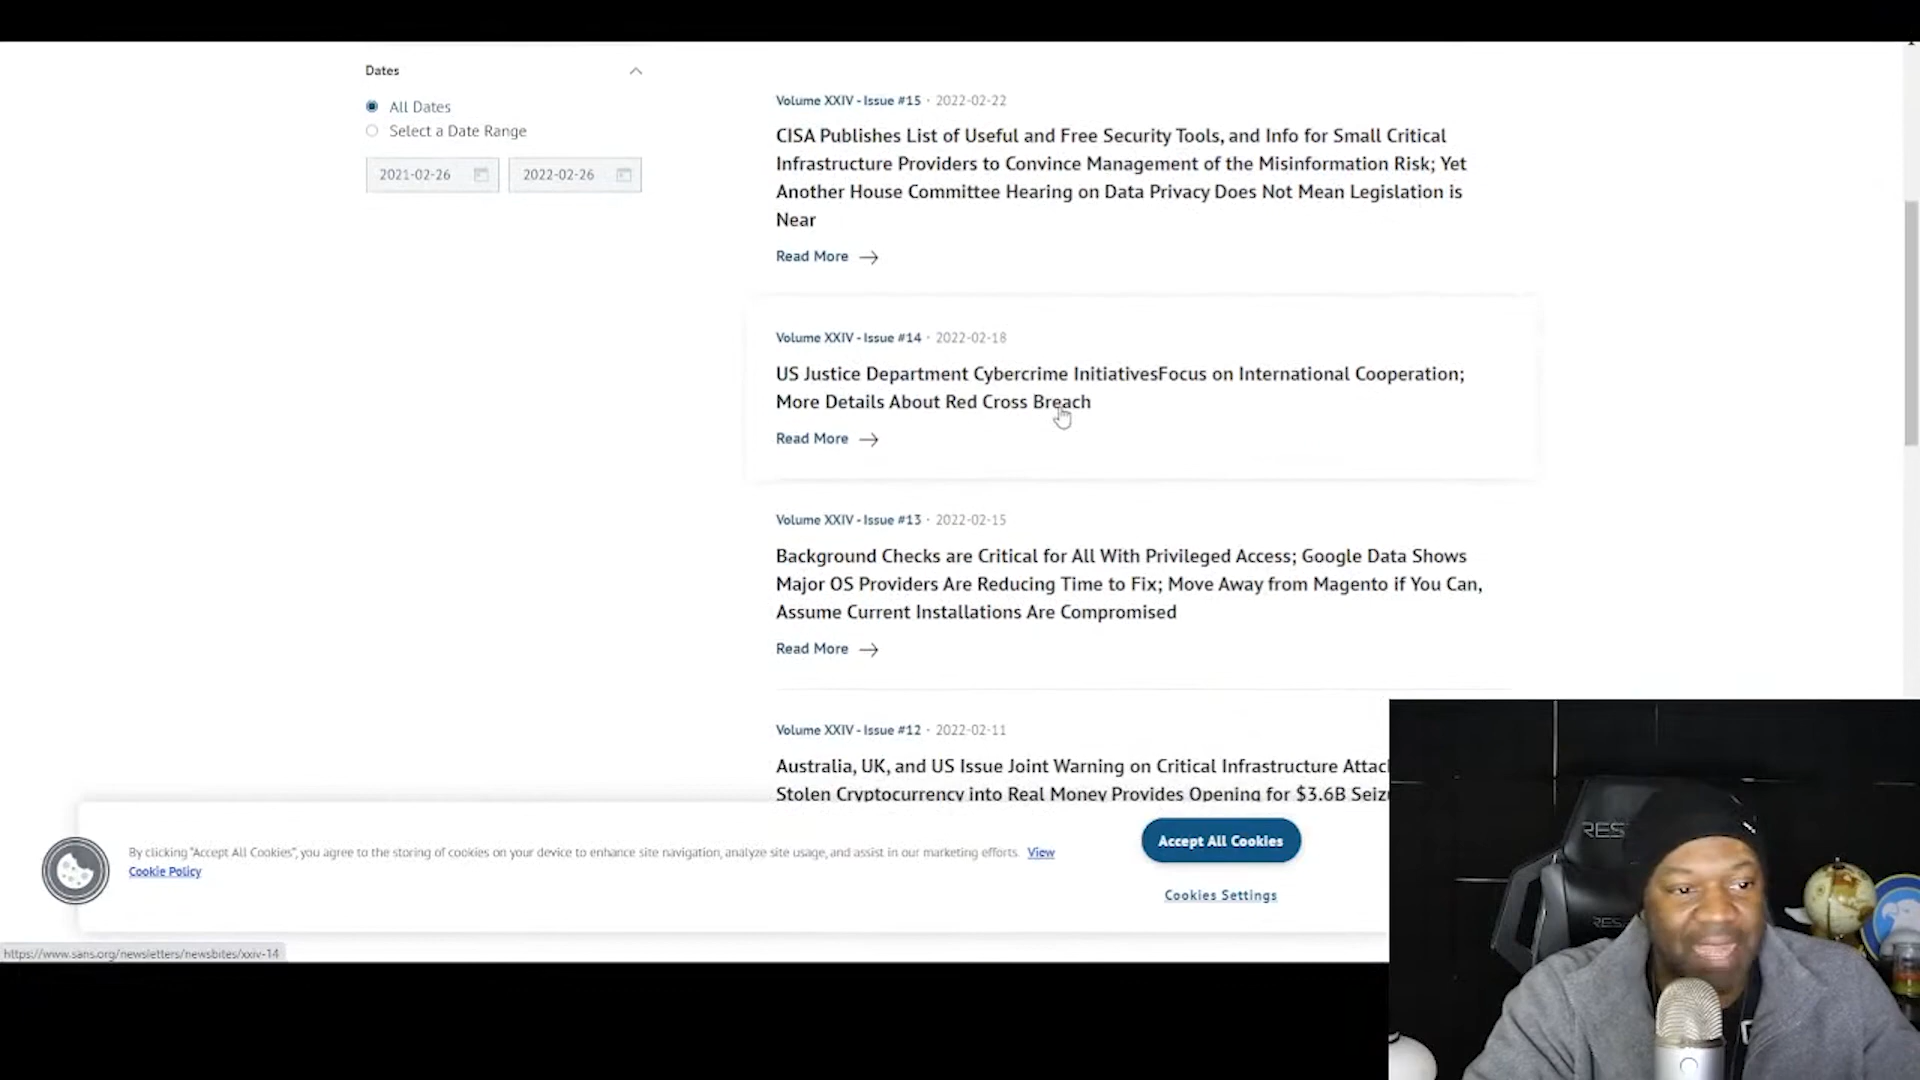 Dates
All Dates
Select a Date Range
2021-02-26 2022-02-26
Volume XXIV - Issue #15 · 2022-02-22
CISA Publishes List of Useful and Free Security Tools, and Info for Small Critical
Infrastructure Providers to Convince Management of the Misinformation Risk; Yet
Another House Committee Hearing on Data Privacy Does Not Mean Legislation is
Near
Read More
Volume XXIV - Issue #14 · 2022-02-18
US Justice Department Cybercrime InitiativesFocus on International Cooperation;
More Details About Red Cross Breach
Read More
Volume XXIV - Issue #13 · 2022-02-15
Background Checks are Critical for All With Privileged Access; Google Data Shows
Major OS Providers Are Reducing Time to Fix; Move Away from Magento if You Can,
Assume Current Installations Are Compromised
Read More
Volume XXIV - Issue #12 · 2022-02-11
Australia, UK, and US Issue Joint Warning on Critical Infrastructure
Stolen Cryptocurrency into Real Money Provides Opening for $3.6B
By clicking "Accept All Cookies", you agree to the storing of cookies on your device to enhance site navigation, analyze site usage, and assist in our marketing efforts. View
Cookie Policy
Accept All Cookies
Cookies Settings
https://www.sans.org/newsletters/newsbites/xxiv-14